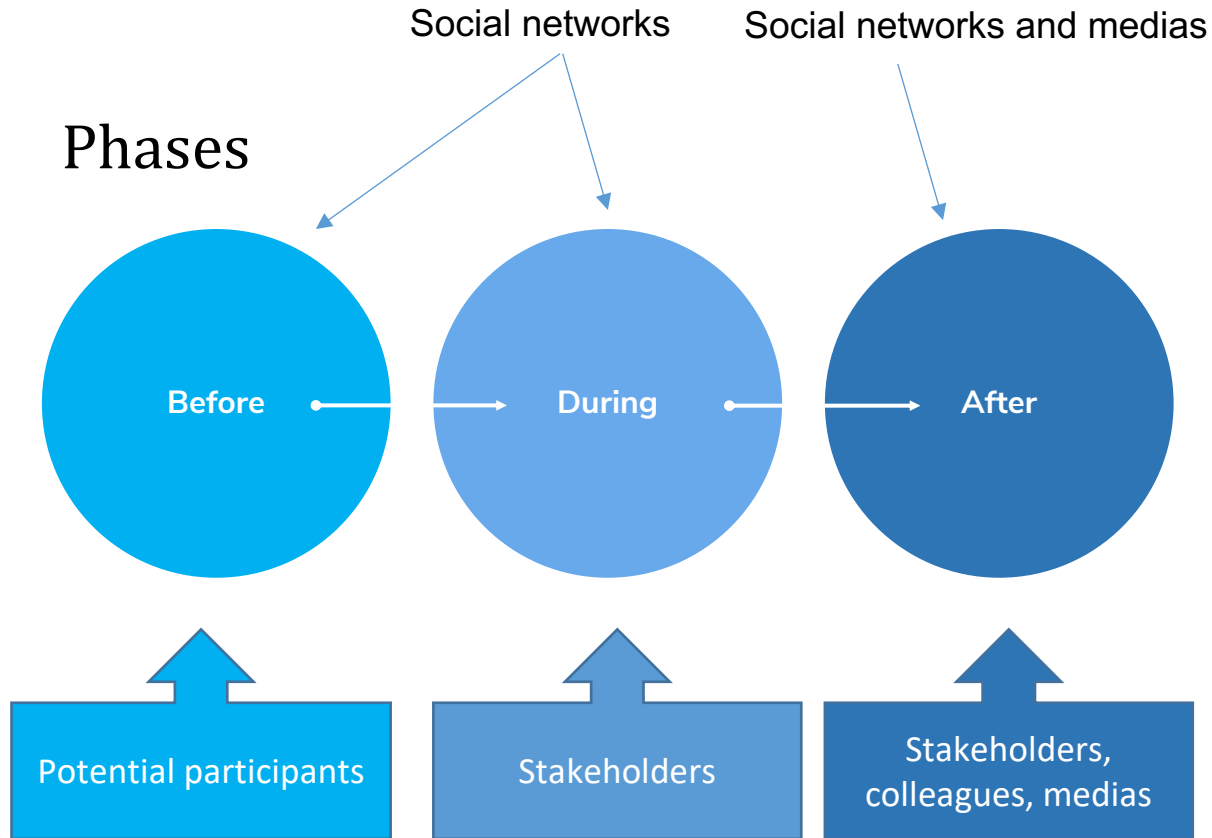 Social networks
Social networks and medias
Phases
Before
During
After
Potential participants
Stakeholders
Stakeholders,
colleagues, medias